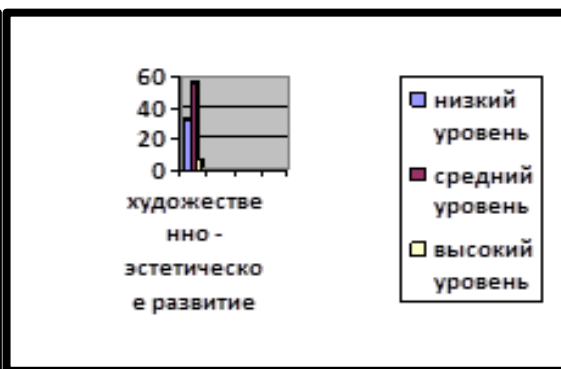 60
40
20
0
художестве
нно -
эстетическо
е развитие
низкий
уровень
средний
уровень
высокий
уровень